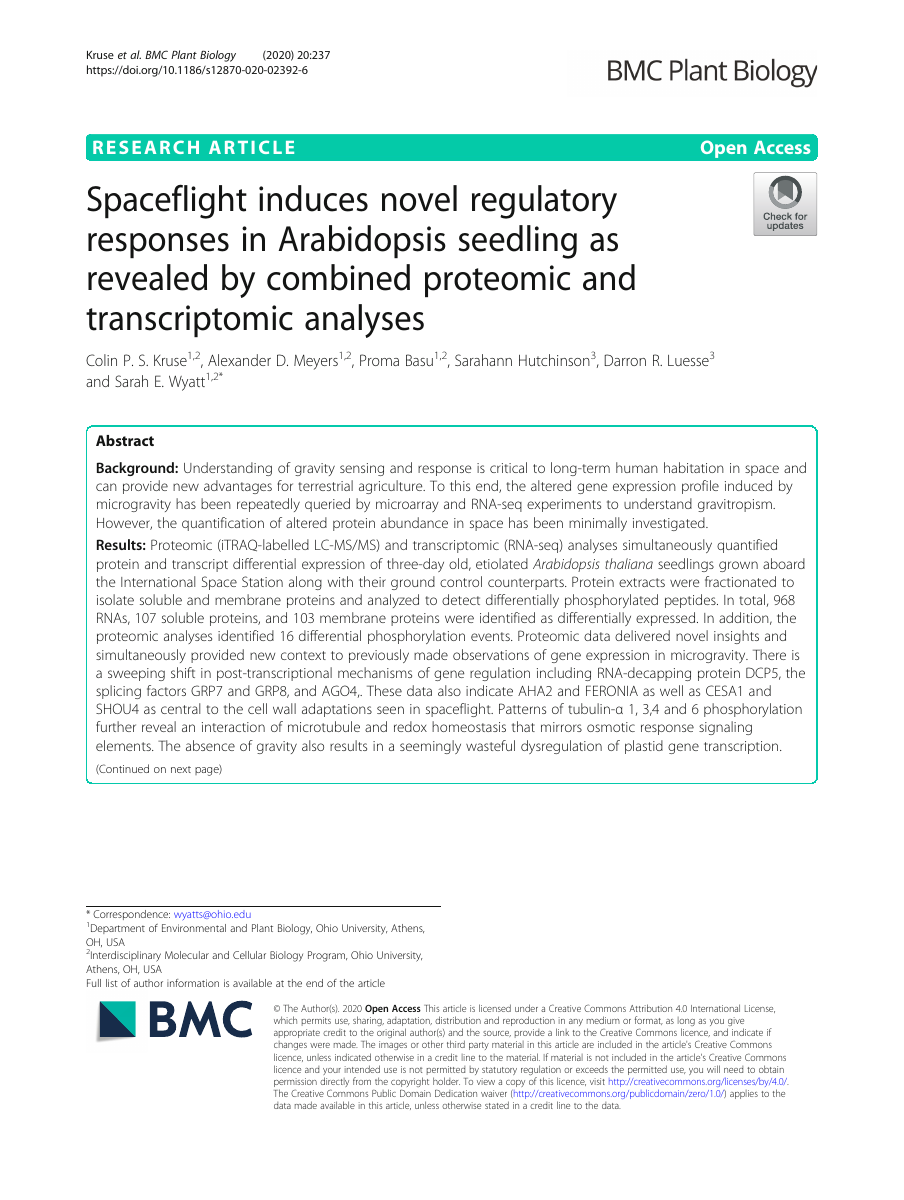 Kruse et al. BMC Plant Biology (2020) 20:237
https://doi.org/10.1186/s12870-020-02392-6
BMC Plant Biology
RESEARCH ARTICLE Open Access
Spaceflight induces novel regulatory
responses in Arabidopsis seedling as
revealed by combined proteomic and
transcriptomic analyses
Check for
updates
Colin P. S. Kruse1,2, Alexander D. Meyers1,2, Proma Basu1,2, Sarahann Hutchinson3, Darron R. Luesse3
and Sarah E. Wyatt1,2*
Abstract
Background: Understanding of gravity sensing and response is critical to long-term human habitation in space and
can provide new advantages for terrestrial agriculture. To this end, the altered gene expression profile induced by
microgravity has been repeatedly queried by microarray and RNA-seq experiments to understand gravitropism.
However, the quantification of altered protein abundance in space has been minimally investigated.
Results: Proteomic (iTRAQ-labelled LC-MS/MS) and transcriptomic (RNA-seq) analyses simultaneously quantified
protein and transcript differential expression of three-day old, etiolated Arabidopsis thaliana seedlings grown aboard
the International Space Station along with their ground control counterparts. Protein extracts were fractionated to
isolate soluble and membrane proteins and analyzed to detect differentially phosphorylated peptides. In total, 968
RNAs, 107 soluble proteins, and 103 membrane proteins were identified as differentially expressed. In addition, the
proteomic analyses identified 16 differential phosphorylation events. Proteomic data delivered novel insights and
simultaneously provided new context to previously made observations of gene expression in microgravity. There is
a sweeping shift in post-transcriptional mechanisms of gene regulation including RNA-decapping protein DCP5, the
splicing factors GRP7 and GRP8, and AGO4,. These data also indicate AHA2 and FERONIA as well as CESA1 and
SHOU4 as central to the cell wall adaptations seen in spaceflight. Patterns of tubulin-α 1, 3,4 and 6 phosphorylation
further reveal an interaction of microtubule and redox homeostasis that mirrors osmotic response signaling
elements. The absence of gravity also results in a seemingly wasteful dysregulation of plastid gene transcription.
(Continued on next page)
* Correspondence: wyatts@ohio.edu
1Department of Environmental and Plant Biology, Ohio University, Athens,
OH, USA
2Interdisciplinary Molecular and Cellular Biology Program, Ohio University,
Athens, OH, USA
Full list of author information is available at the end of the article
BMC
© The Author(s). 2020 Open Access This article is licensed under a Creative Commons Attribution 4.0 International License,
which permits use, sharing, adaptation, distribution and reproduction in any medium or format, as long as you give
appropriate credit to the original author(s) and the source, provide a link to the Creative Commons licence, and indicate if
changes were made. The images or other third party material in this article are included in the article's Creative Commons
licence, unless indicated otherwise in a credit line to the material. If material is not included in the article's Creative Commons
licence and your intended use is not permitted by statutory regulation or exceeds the permitted use, you will need to obtain
permission directly from the copyright holder. To view a copy of this licence, visit http://creativecommons.org/licenses/by/4.0/.
The Creative Commons Public Domain Dedication waiver (http://creativecommons.org/publicdomain/zero/1.0/) applies to the
data made available in this article, unless otherwise stated in a credit line to the data.